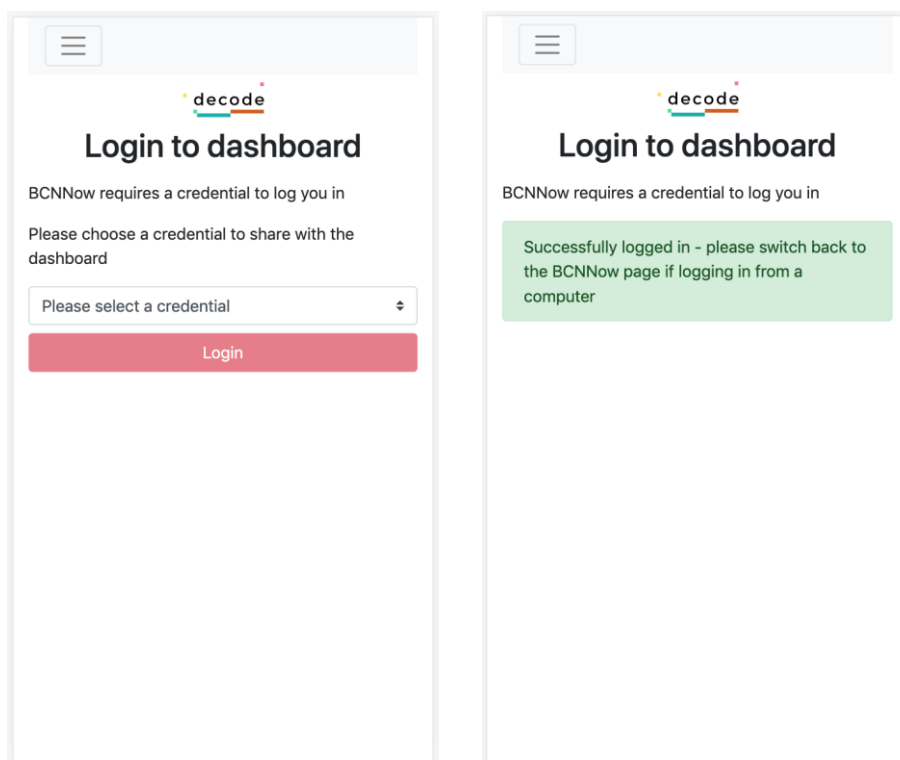 decode
Login to dashboard
BCNNow requires a credential to log you in
Please choose a credential to share with the
dashboard
Please select a credential
Login
decode
Login to dashboard
BCNNow requires a credential to log you in
Successfully logged in - please switch back to
the BCNNow page if logging in from a
computer